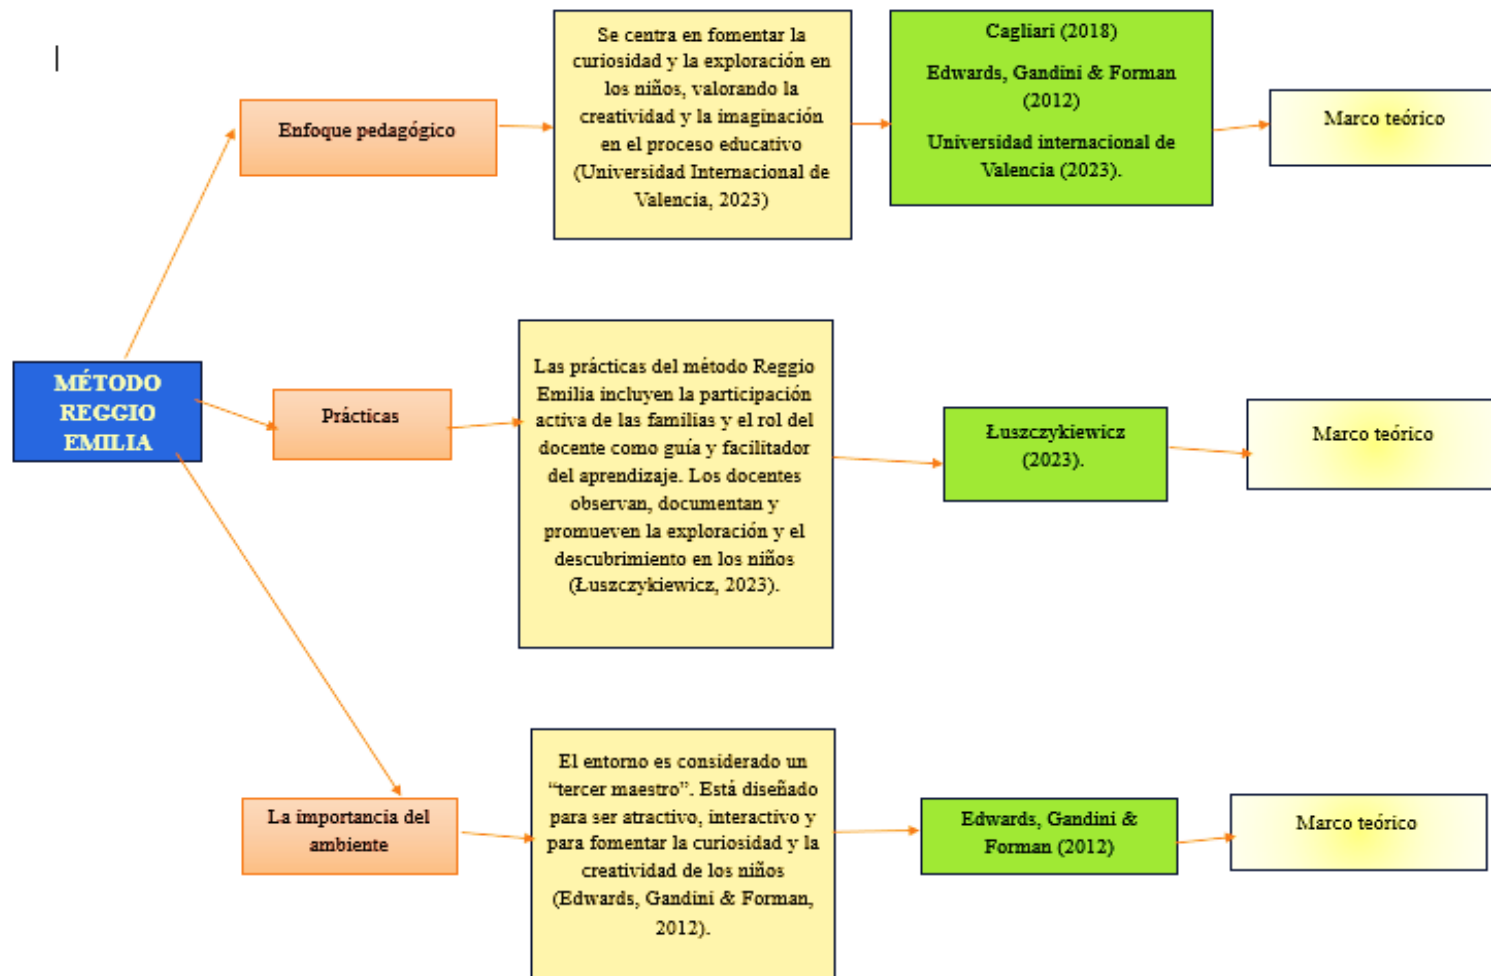 Enfoque pedagógico
Se centra en fomentar la
curiosidad y la exploración en
los niños, valorando la
creatividad y la imaginación
en el proceso educativo
(Universidad Internacional de
Valencia, 2023)
Cagliari (2018)
Edwards, Gandini & Forman
(2012)
Universidad internacional de
Valencia (2023).
Marco teórico
MÉTODO
REGGIO
EMILIA
Prácticas
Las prácticas del método Reggio
Emilia incluyen la participación
activa de las familias y el rol del
docente como guía y facilitador
del aprendizaje. Los docentes
observan, documentan y
promueven la exploración y el
descubrimiento en los niños
(Łuszczykiewicz, 2023).
Łuszczykiewicz
(2023).
Marco teórico
La importancia del
ambiente
El entorno es considerado un
“tercer maestro”. Está diseñado
para ser atractivo, interactivo y
para fomentar la curiosidad y la
creatividad de los niños
(Edwards, Gandini & Forman,
2012).
Edwards, Gandini &
Forman (2012)
Marco teórico